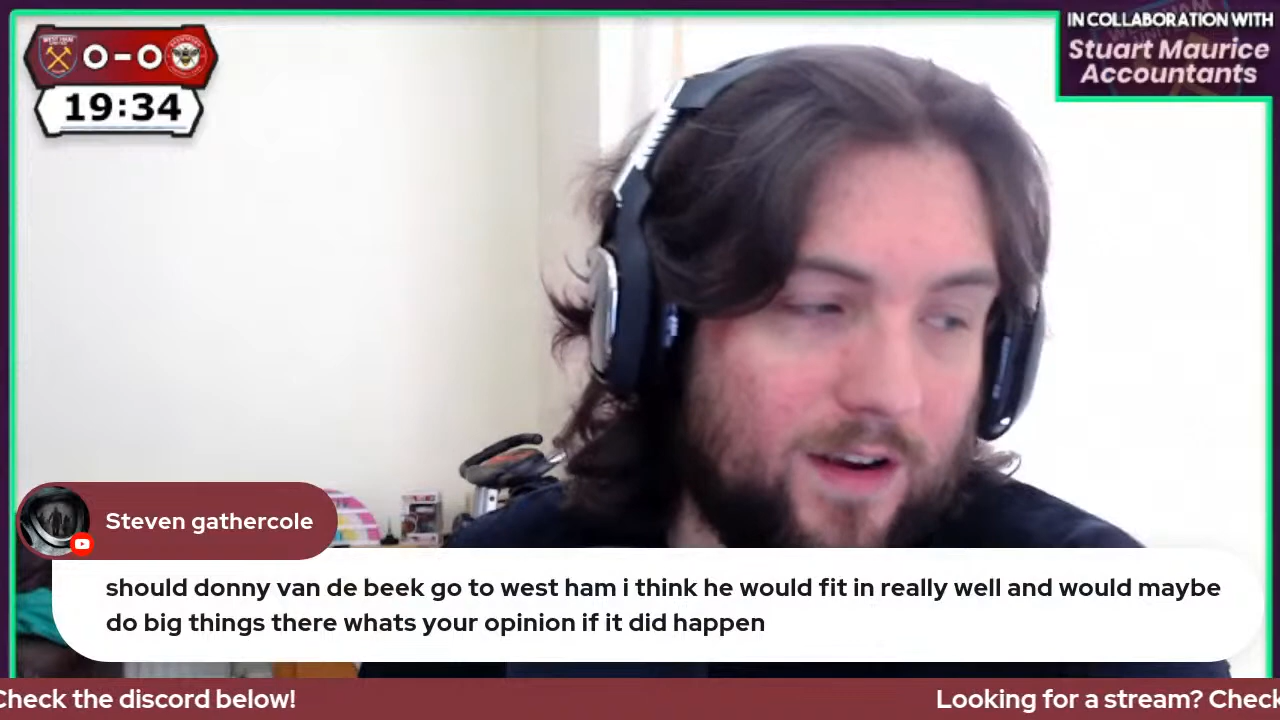 IN COLLABORATION WITH
Stuart Maurice
Accountants
0-0
19:34
Steven gathercole
should donny van de beek go to west ham i think he would fit in really well and would maybe
do big things there whats your opinion if it did happen
Check the discord below!
Looking for a stream? Check